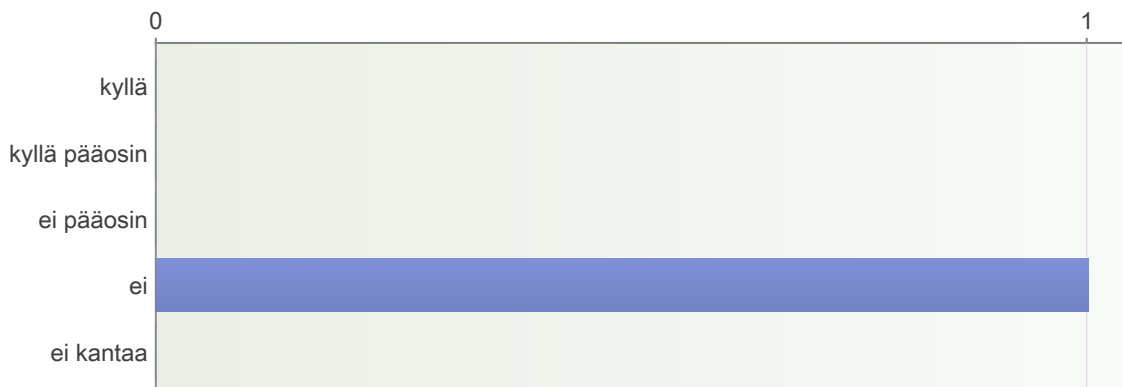 0 1
kyllä
kyllä pääosin
ei pääosin
ei
ei kantaa